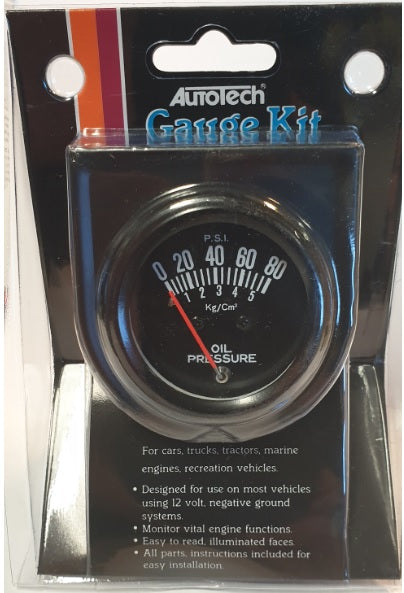 AUTOTECH®
Gauge Kit
P.S.I.
0 20 40 60 80
1 2 3 4 5
Kg/Cm²
OIL
PRESSURE
For cars, trucks, tractors, marine
engines, recreation vehicles.
• Designed for use on most vehicles
using 12 volt, negative ground
systems.
• Monitor vital engine functions.
• Easy to read, illuminated faces.
• All parts, instructions included for
easy installation.